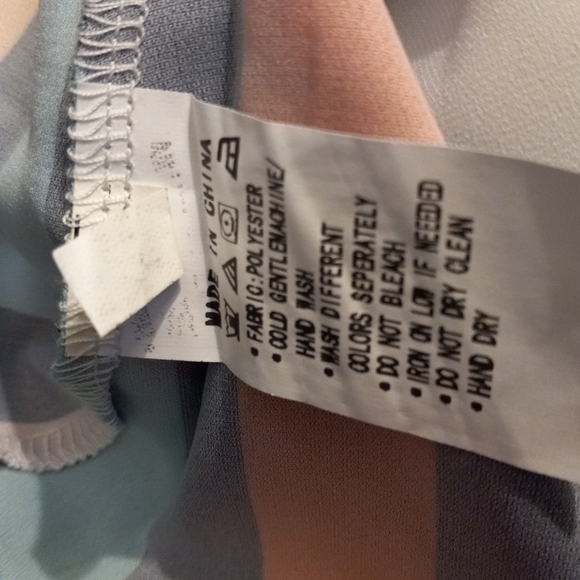 MADE IN CHINA
• FABRIC:POLYESTER
• COLD GENTLEMACHINE/
HAND WASH
• WASH DIFFERENT
COLORS SEPERATELY
• DO NOT BLEACH
• IRON ON LOW IF NEEDED
• DO NOT DRY CLEAN
• HAND DRY